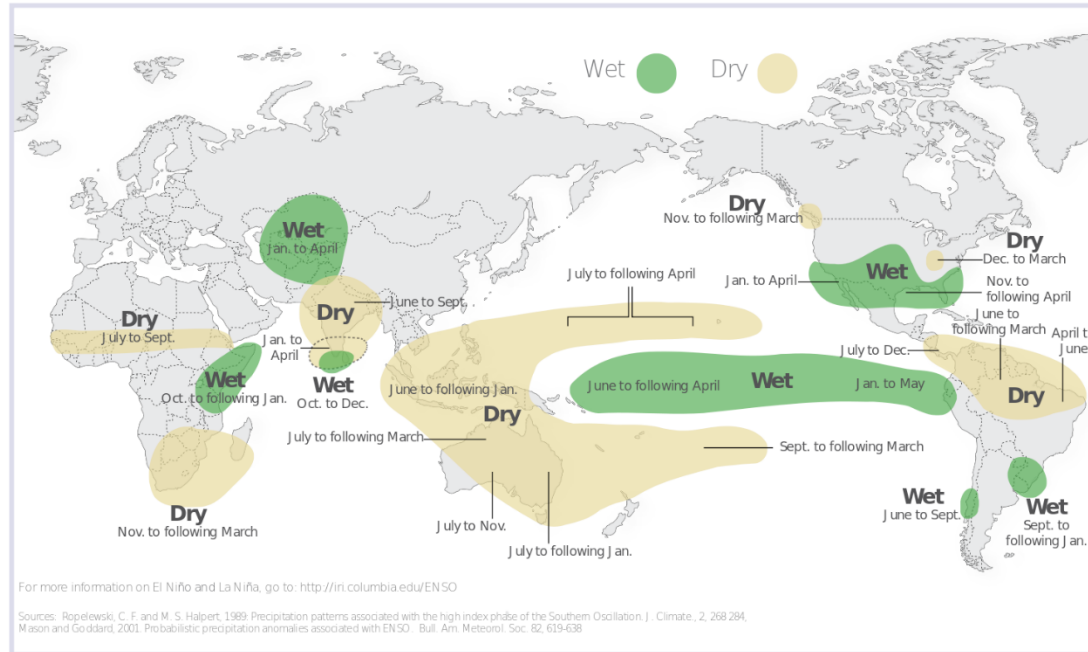 Wet
Dry
Dry
Nov. to following March
Dry
Dec. to March
Wet
Jan. to April
Jan. to April
Wet
Nov. to
following April
July to following April
June to Sept.
Dry
Dry
July to Sept.
Jan. to
April
June to
following March
April t
June
July to Dec.
Wet
Oct. to following Jan.
Wet
Oct. to Dec.
June to following Jan.
Dry
June to following April
Wet
Jan. to May
Dry
July to following March
Sept. to following March
Dry
Nov. to following March
July to Nov.
July to following Jan.
Wet
June to Sept.
Wet
Sept. to
following Jan.
For more information on El Niño and La Niña, go to: http://iri.columbia.edu/ENSO
Sources: Ropelewski, C. F. and M. S. Halpert, 1989: Precipitation patterns associated with the high index phase of the Southern Oscillation. J. Climate., 2, 268 284,
Mason and Goddard, 2001. Probabilistic precipitation anomalies associated with ENSO. Bull. Am. Meteorol. Soc. 82, 619-638